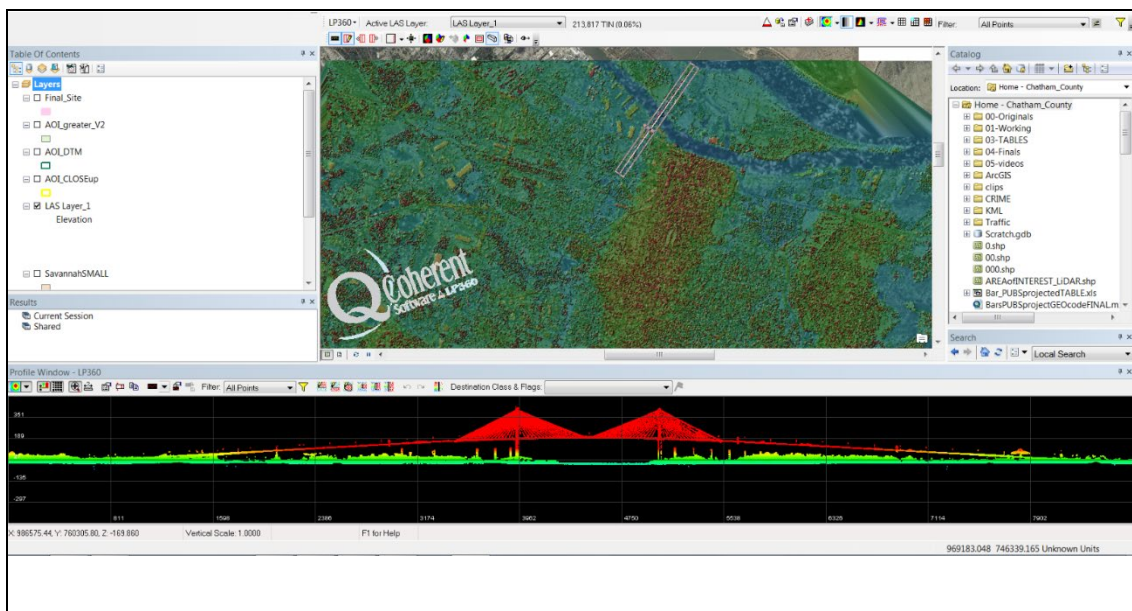 LP360 Active LAS Layer: LAS Layer_1 213,817 TIN (0.06%) Filter: All Points
Table Of Contents
Layers
Final_Site
AOI_greater_V2
AOI_DTM
AOI_CLOSEup
LAS Layer_1
Elevation
SavannahSMALL
Results
Current Session
Shared
QCoherent
Software LP360
Catalog
Location: Home - Chatham_County
Home - Chatham_County
00-Originals
01-Working
03-TABLES
04-Finals
05-videos
ArcGIS
clips
CRIME
KML
Traffic
Scratch.gdb
0.shp
00.shp
000.shp
AREAofINTEREST_LiDAR.shp
Bar_PUBSprojectedTABLE.xls
BarsPUBSprojectGEOcodeFINAL.m
Search
Local Search
Profile Window - LP360
Filter: All Points Destination Class & Flags:
351
189
-135
-297
811 1598 2386 3174 3962 4750 5538 6326 7114 7902
X: 986575.44, Y: 760305.80, Z: -169.860 Vertical Scale: 1.0000 F1 for Help
969183.048 746339.165 Unknown Units